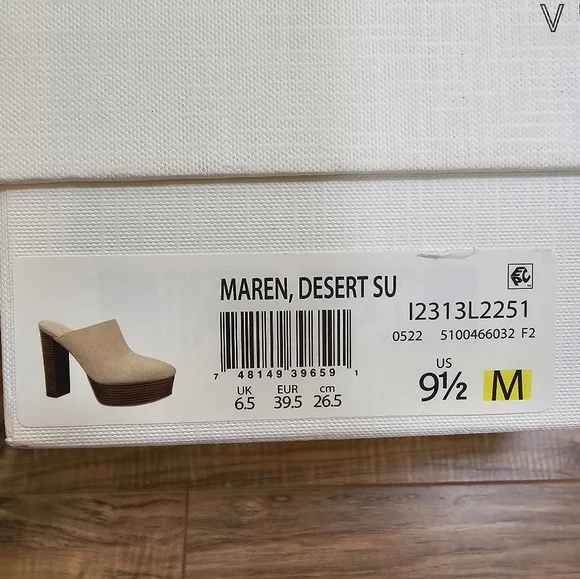 V
MAREN, DESERT SU
I2313L2251
0522 5100466032 F2
7 48149 39659 1
UK EUR cm
6.5 39.5 26.5
US
9½ M